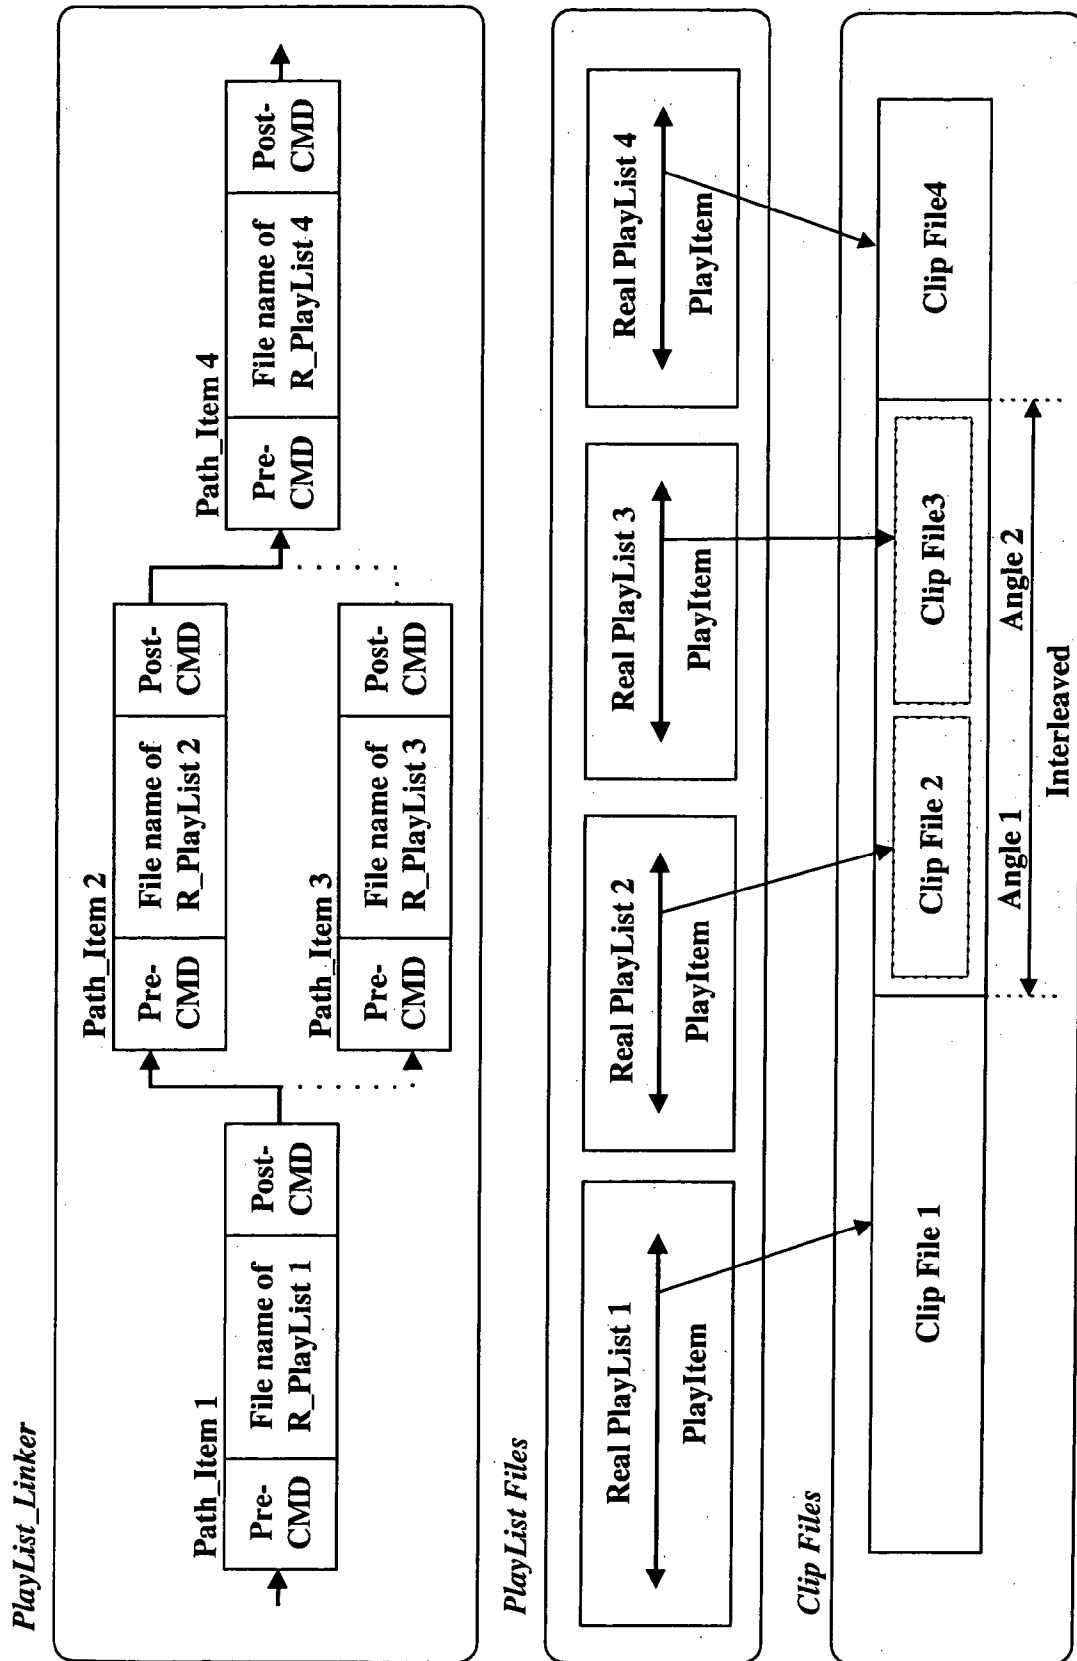 PlayList_Linker
Path_Item 1
Pre-
CMD
File name of
R_PlayList 1
Post-
CMD
Path_Item 2
Pre-
CMD
File name of
R_PlayList 2
Post-
CMD
Path_Item 3
Pre-
CMD
File name of
R_PlayList 3
Post-
CMD
Path_Item 4
Pre-
CMD
File name of
R_PlayList 4
Post-
CMD
PlayList Files
Real PlayList 1
PlayItem
Real PlayList 2
PlayItem
Real PlayList 3
PlayItem
Real PlayList 4
PlayItem
Clip Files
Clip File 1
Clip File 2
Clip File3
Clip File4
Angle 1
Angle 2
Interleaved